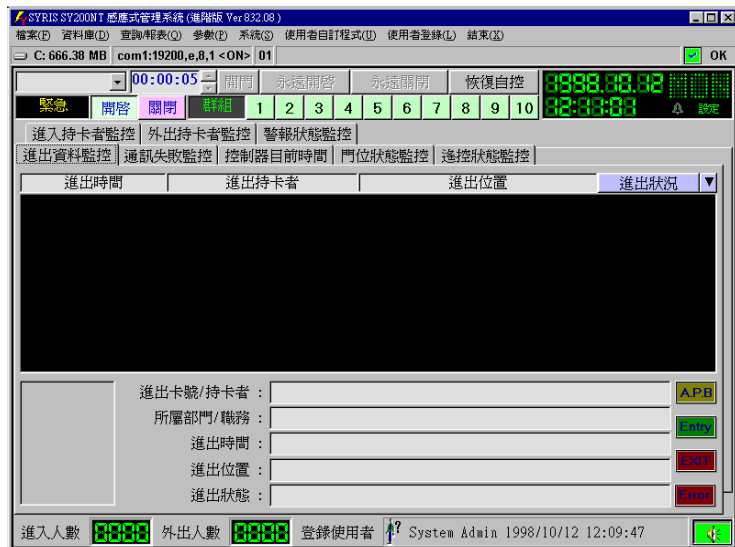 SYRIS SY200NT 感應式管理系統 (進階版 Ver 832.08 )
檔案(F) 資料庫(D) 查詢/報表(Q) 參數(P) 系統(S) 使用者自訂程式(U) 使用者登錄(L) 結束(X)
C: 666.38 MB com1:19200,e,8,1 <ON> 01 OK
00:00:05 開門 永遠開啓 永遠關閉 恢復自控
緊急 開啓 關閉 群組 1 2 3 4 5 6 7 8 9 10 設定
進入持卡者監控 外出持卡者監控 警報狀態監控
進出資料監控 通訊失敗監控 控制器目前時間 門位狀態監控 遙控狀態監控
進出時間 進出持卡者 進出位置 進出狀況
進出卡號/持卡者 : A.P.B
所屬部門/職務 : Entry
進出時間 : EXIT
進出位置 :
進出狀態 : Error
進入人數 8888 外出人數 8888 登錄使用者 System Admin 1998/10/12 12:09:47